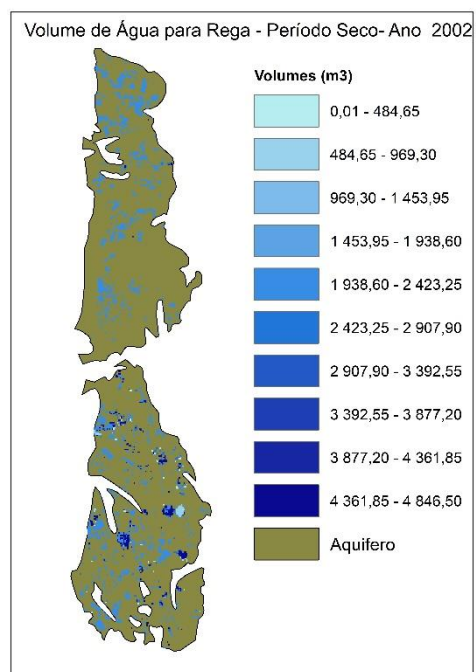 Volume de Água para Rega - Período Seco- Ano 2002
Volumes (m3)
0,01 - 484,65
484,65 - 969,30
969,30 - 1 453,95
1 453,95 - 1 938,60
1 938,60 - 2 423,25
2 423,25 - 2 907,90
2 907,90 - 3 392,55
3 392,55 - 3 877,20
3 877,20 - 4 361,85
4 361,85 - 4 846,50
Aquifero